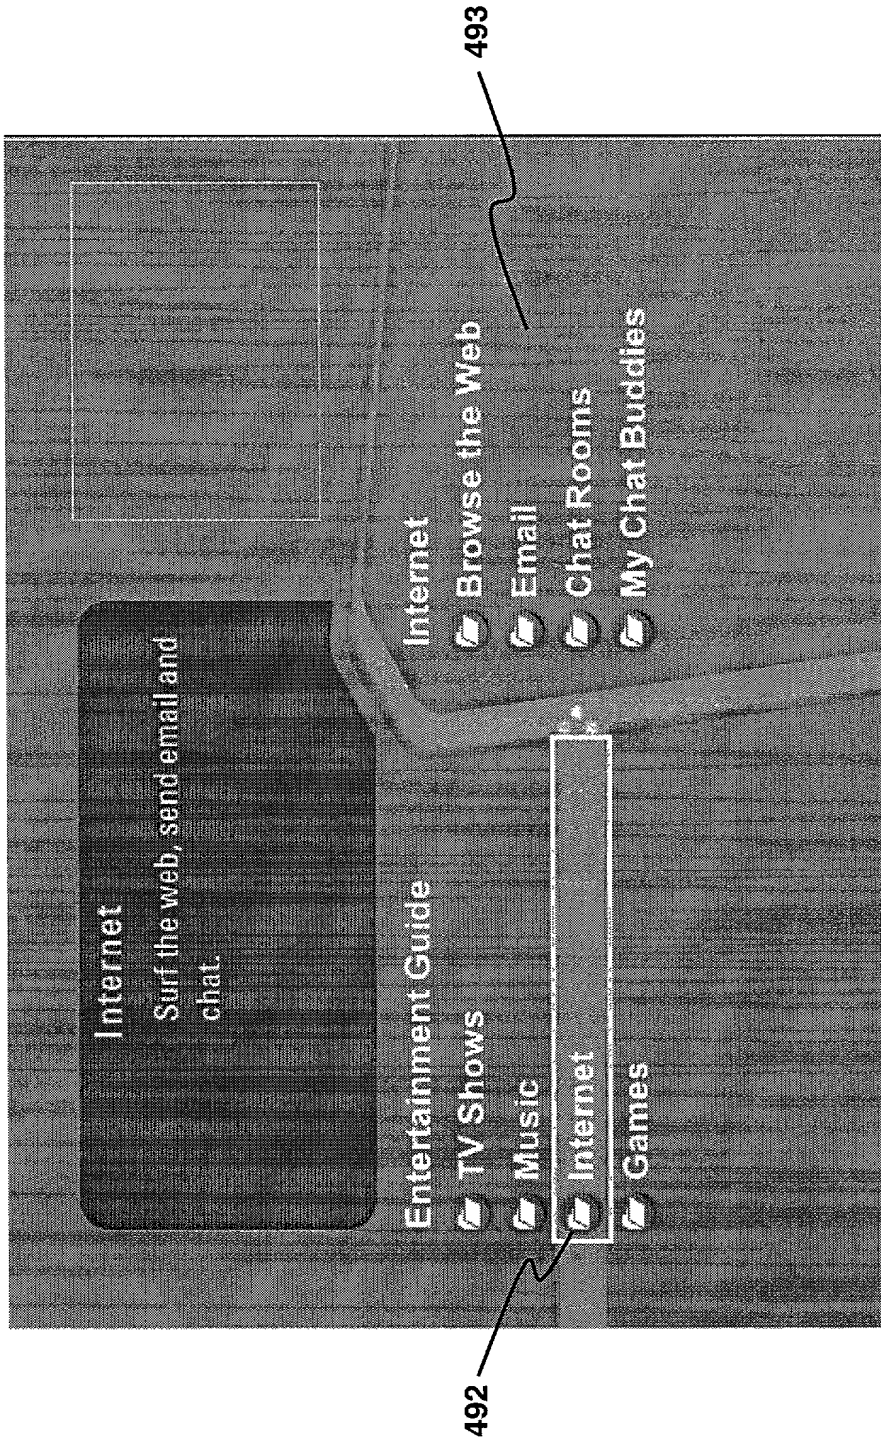 Internet
Surf the web, send email and
chat.
Entertainment Guide
TV Shows
Music
Internet
Games
Internet
Browse the Web
Email
Chat Rooms
My Chat Buddies
492
493